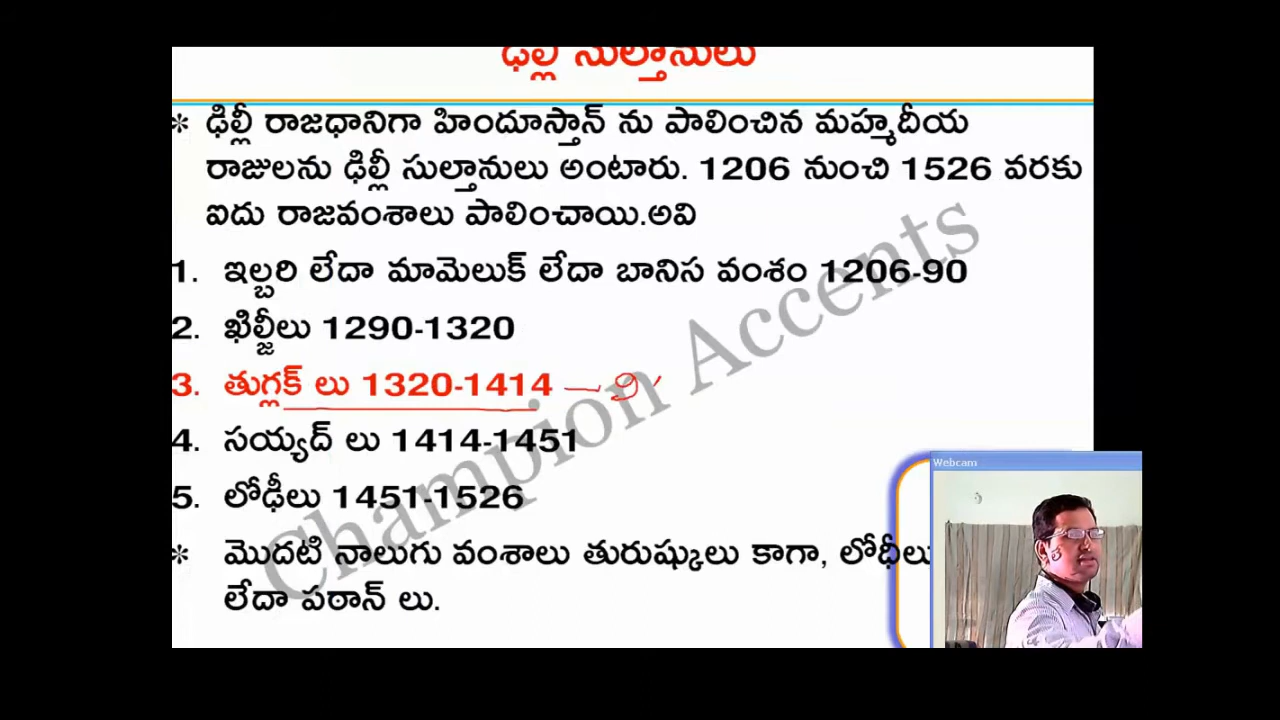 ఢిల్లీ సుల్తానులు
* ఢిల్లీ రాజధానిగా హిందూస్తాన్ ను పాలించిన మహ్మదీయ
రాజులను ఢిల్లీ సుల్తానులు అంటారు. 1206 నుంచి 1526 వరకు
ఐదు రాజవంశాలు పాలించాయి.అవి
1. ఇల్బరి లేదా మామెలుక్ లేదా బానిస వంశం 1206-90
2. ఖిల్జీలు 1290-1320
3. తుగ్లక్ లు 1320-1414
4. సయ్యద్ లు 1414-1451
5. లోఢీలు 1451-1526
* మొదటి నాలుగు వంశాలు తురుష్కులు కాగా, లోధీలు
లేదా పఠాన్ లు.
Champion Accents
Webcam